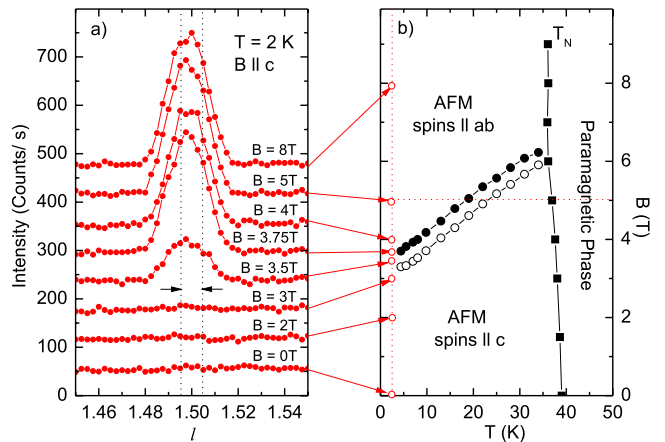 a)
T = 2 K
B ll c
B = 8T
B = 5T
B = 4T
B = 3.75T
B = 3.5T
B = 3T
B = 2T
B = 0T
Intensity (Counts/ s)
700
600
500
400
300
200
100
0
1.46 1.48 1.50 1.52 1.54
l
b)
T_N
AFM
spins ll ab
AFM
spins ll c
Paramagnetic Phase
8
6
4
2
0
B (T)
0 10 20 30 40 50
T (K)